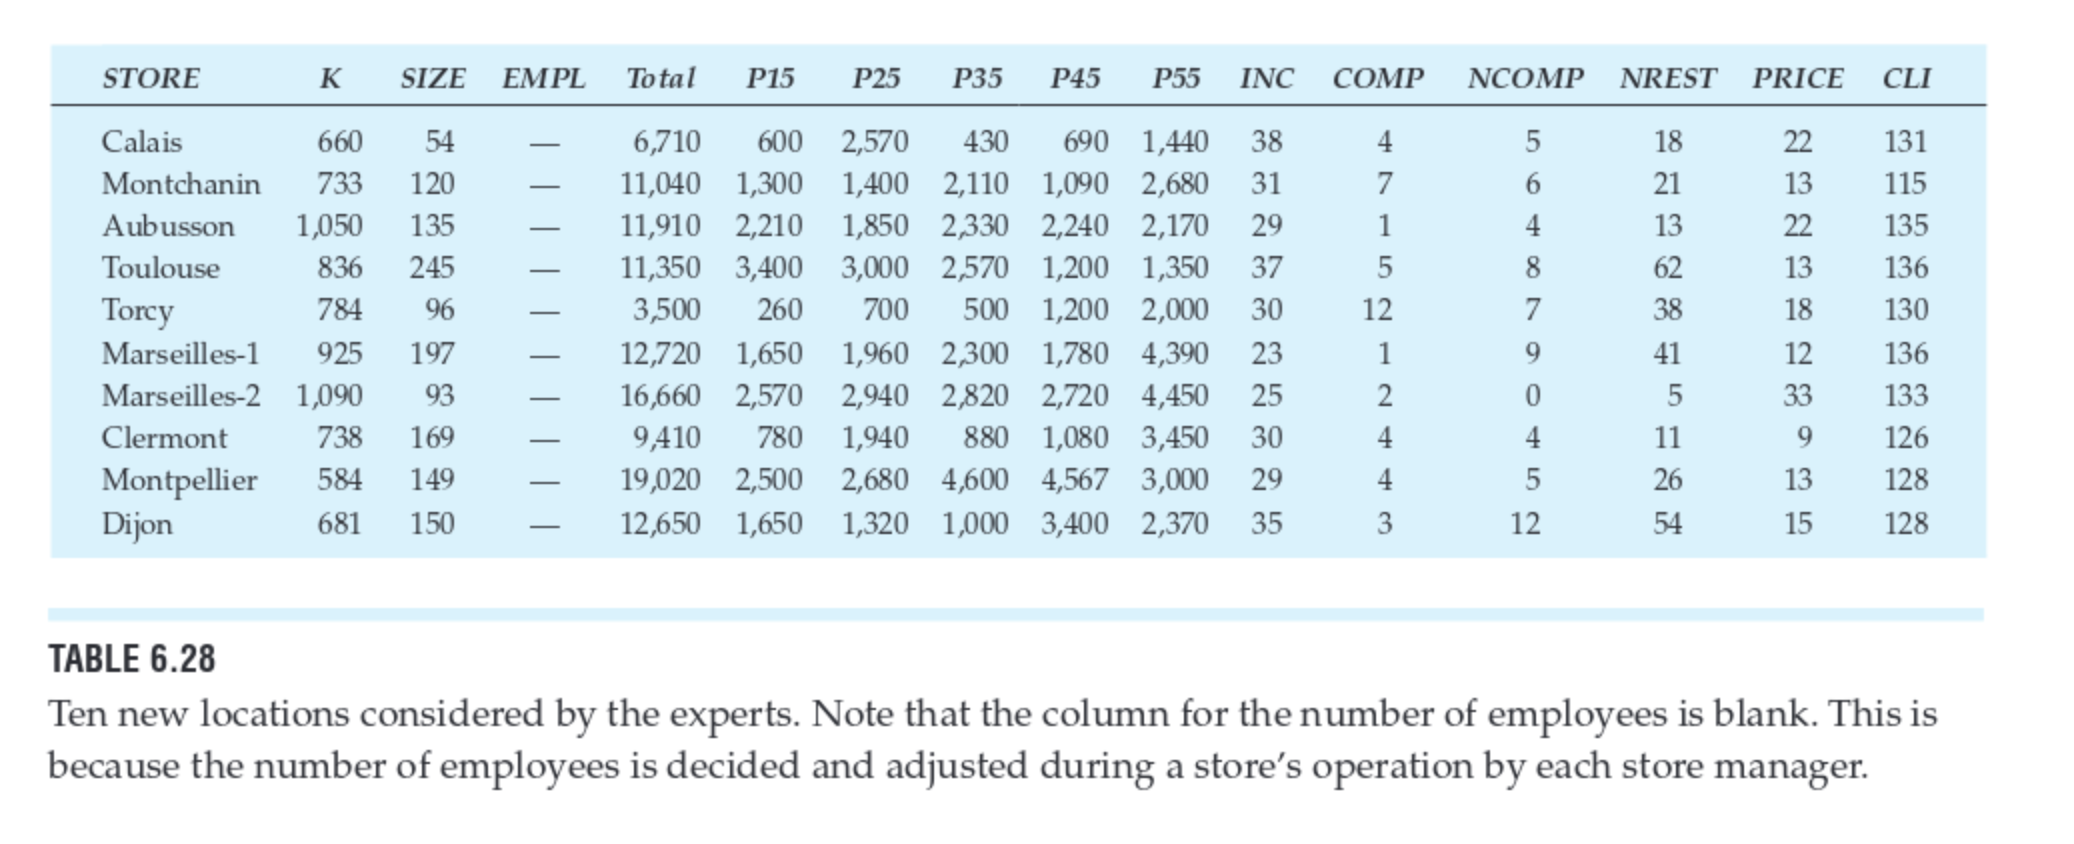 STORE K SIZE EMPL Total P15 P25 P35 P45 P55 INC COMP NCOMP NREST PRICE CLI
Calais 660 54 — 6,710 600 2,570 430 690 1,440 38 4 5 18 22 131
Montchanin 733 120 — 11,040 1,300 1,400 2,110 1,090 2,680 31 7 6 21 13 115
Aubusson 1,050 135 — 11,910 2,210 1,850 2,330 2,240 2,170 29 1 4 13 22 135
Toulouse 836 245 — 11,350 3,400 3,000 2,570 1,200 1,350 37 5 8 62 13 136
Torcy 784 96 — 3,500 260 700 500 1,200 2,000 30 12 7 38 18 130
Marseilles-1 925 197 — 12,720 1,650 1,960 2,300 1,780 4,390 23 1 9 41 12 136
Marseilles-2 1,090 93 — 16,660 2,570 2,940 2,820 2,720 4,450 25 2 0 5 33 133
Clermont 738 169 — 9,410 780 1,940 880 1,080 3,450 30 4 4 11 9 126
Montpellier 584 149 — 19,020 2,500 2,680 4,600 4,567 3,000 29 4 5 26 13 128
Dijon 681 150 — 12,650 1,650 1,320 1,000 3,400 2,370 35 3 12 54 15 128
TABLE 6.28
Ten new locations considered by the experts. Note that the column for the number of employees is blank. This is
because the number of employees is decided and adjusted during a store's operation by each store manager.